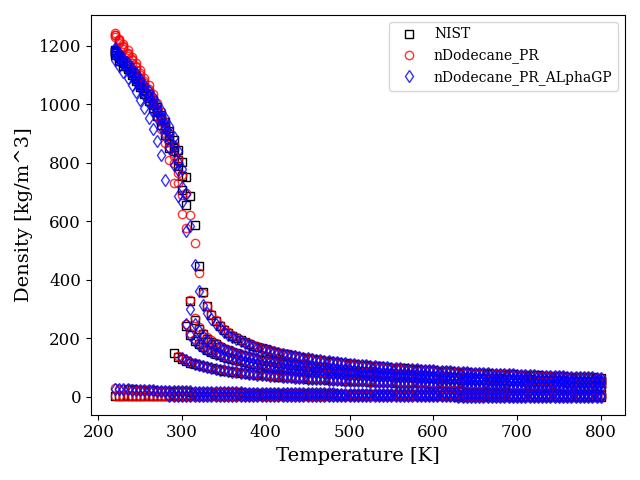 NIST
nDodecane_PR
nDodecane_PR_ALphaGP
Density [kg/m^3]
1200
1000
800
600
400
200
0
200 300 400 500 600 700 800
Temperature [K]